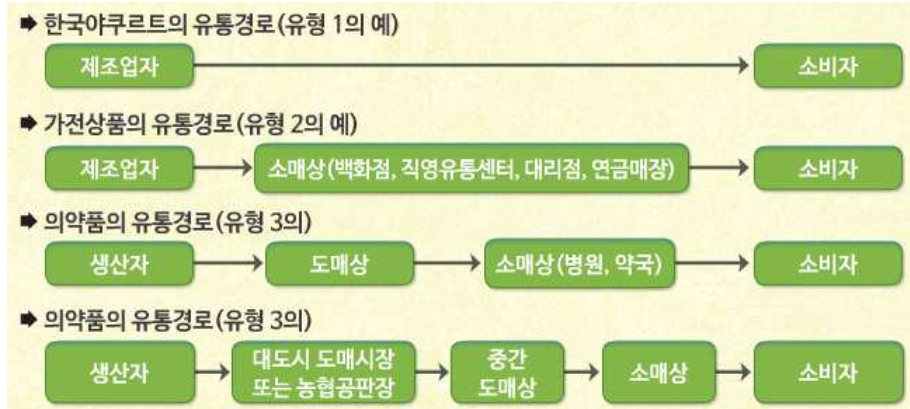 ➡ 한국야쿠르트의 유통경로(유형 1의 예)
제조업자 소비자
➡ 가전상품의 유통경로(유형 2의 예)
제조업자 소매상(백화점, 직영유통센터, 대리점, 연금매장) 소비자
➡ 의약품의 유통경로(유형 3의)
생산자 도매상 소매상(병원, 약국) 소비자
➡ 의약품의 유통경로(유형 3의)
생산자 대도시 도매시장 또는 농협공판장 중간 도매상 소매상 소비자